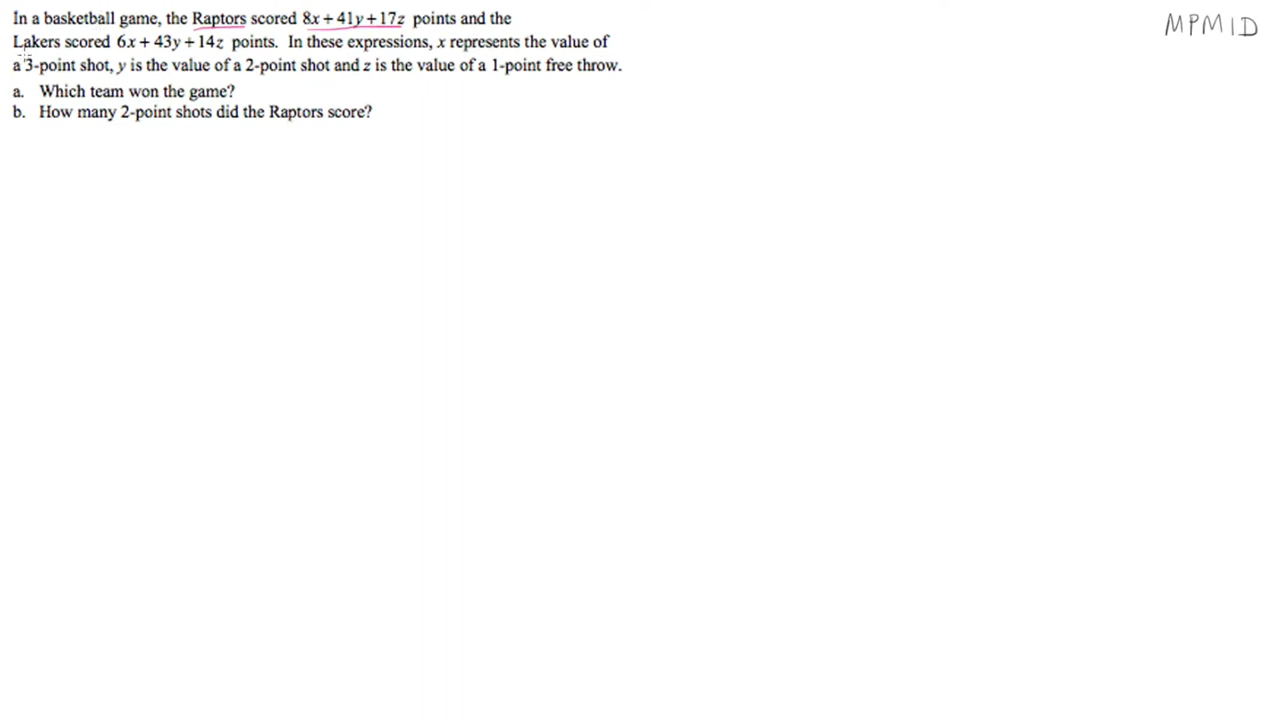 In a basketball game, the Raptors scored 8x + 41y + 17z points and the
Lakers scored 6x + 43y + 14z points. In these expressions, x represents the value of
a 3-point shot, y is the value of a 2-point shot and z is the value of a 1-point free throw.
a. Which team won the game?
b. How many 2-point shots did the Raptors score?
MPM1D